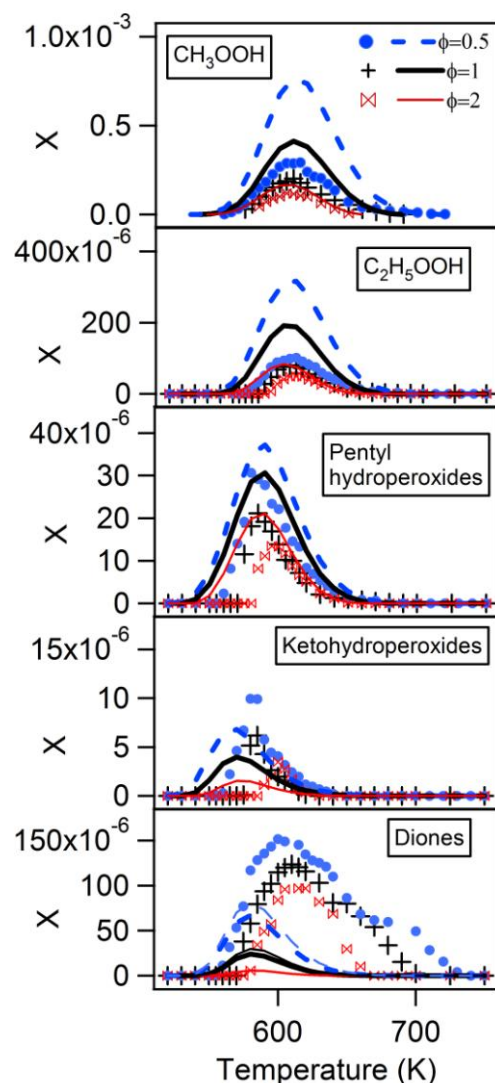 1.0x10⁻³
CH₃OOH
ϕ=0.5
ϕ=1
ϕ=2
X
0.5
0.0
400x10⁻⁶
C₂H₅OOH
X
200
0
40x10⁻⁶
Pentyl
hydroperoxides
30
X
20
10
0
15x10⁻⁶
Ketohydroperoxides
10
X
5
0
150x10⁻⁶
Diones
100
X
50
0
600
700
Temperature (K)